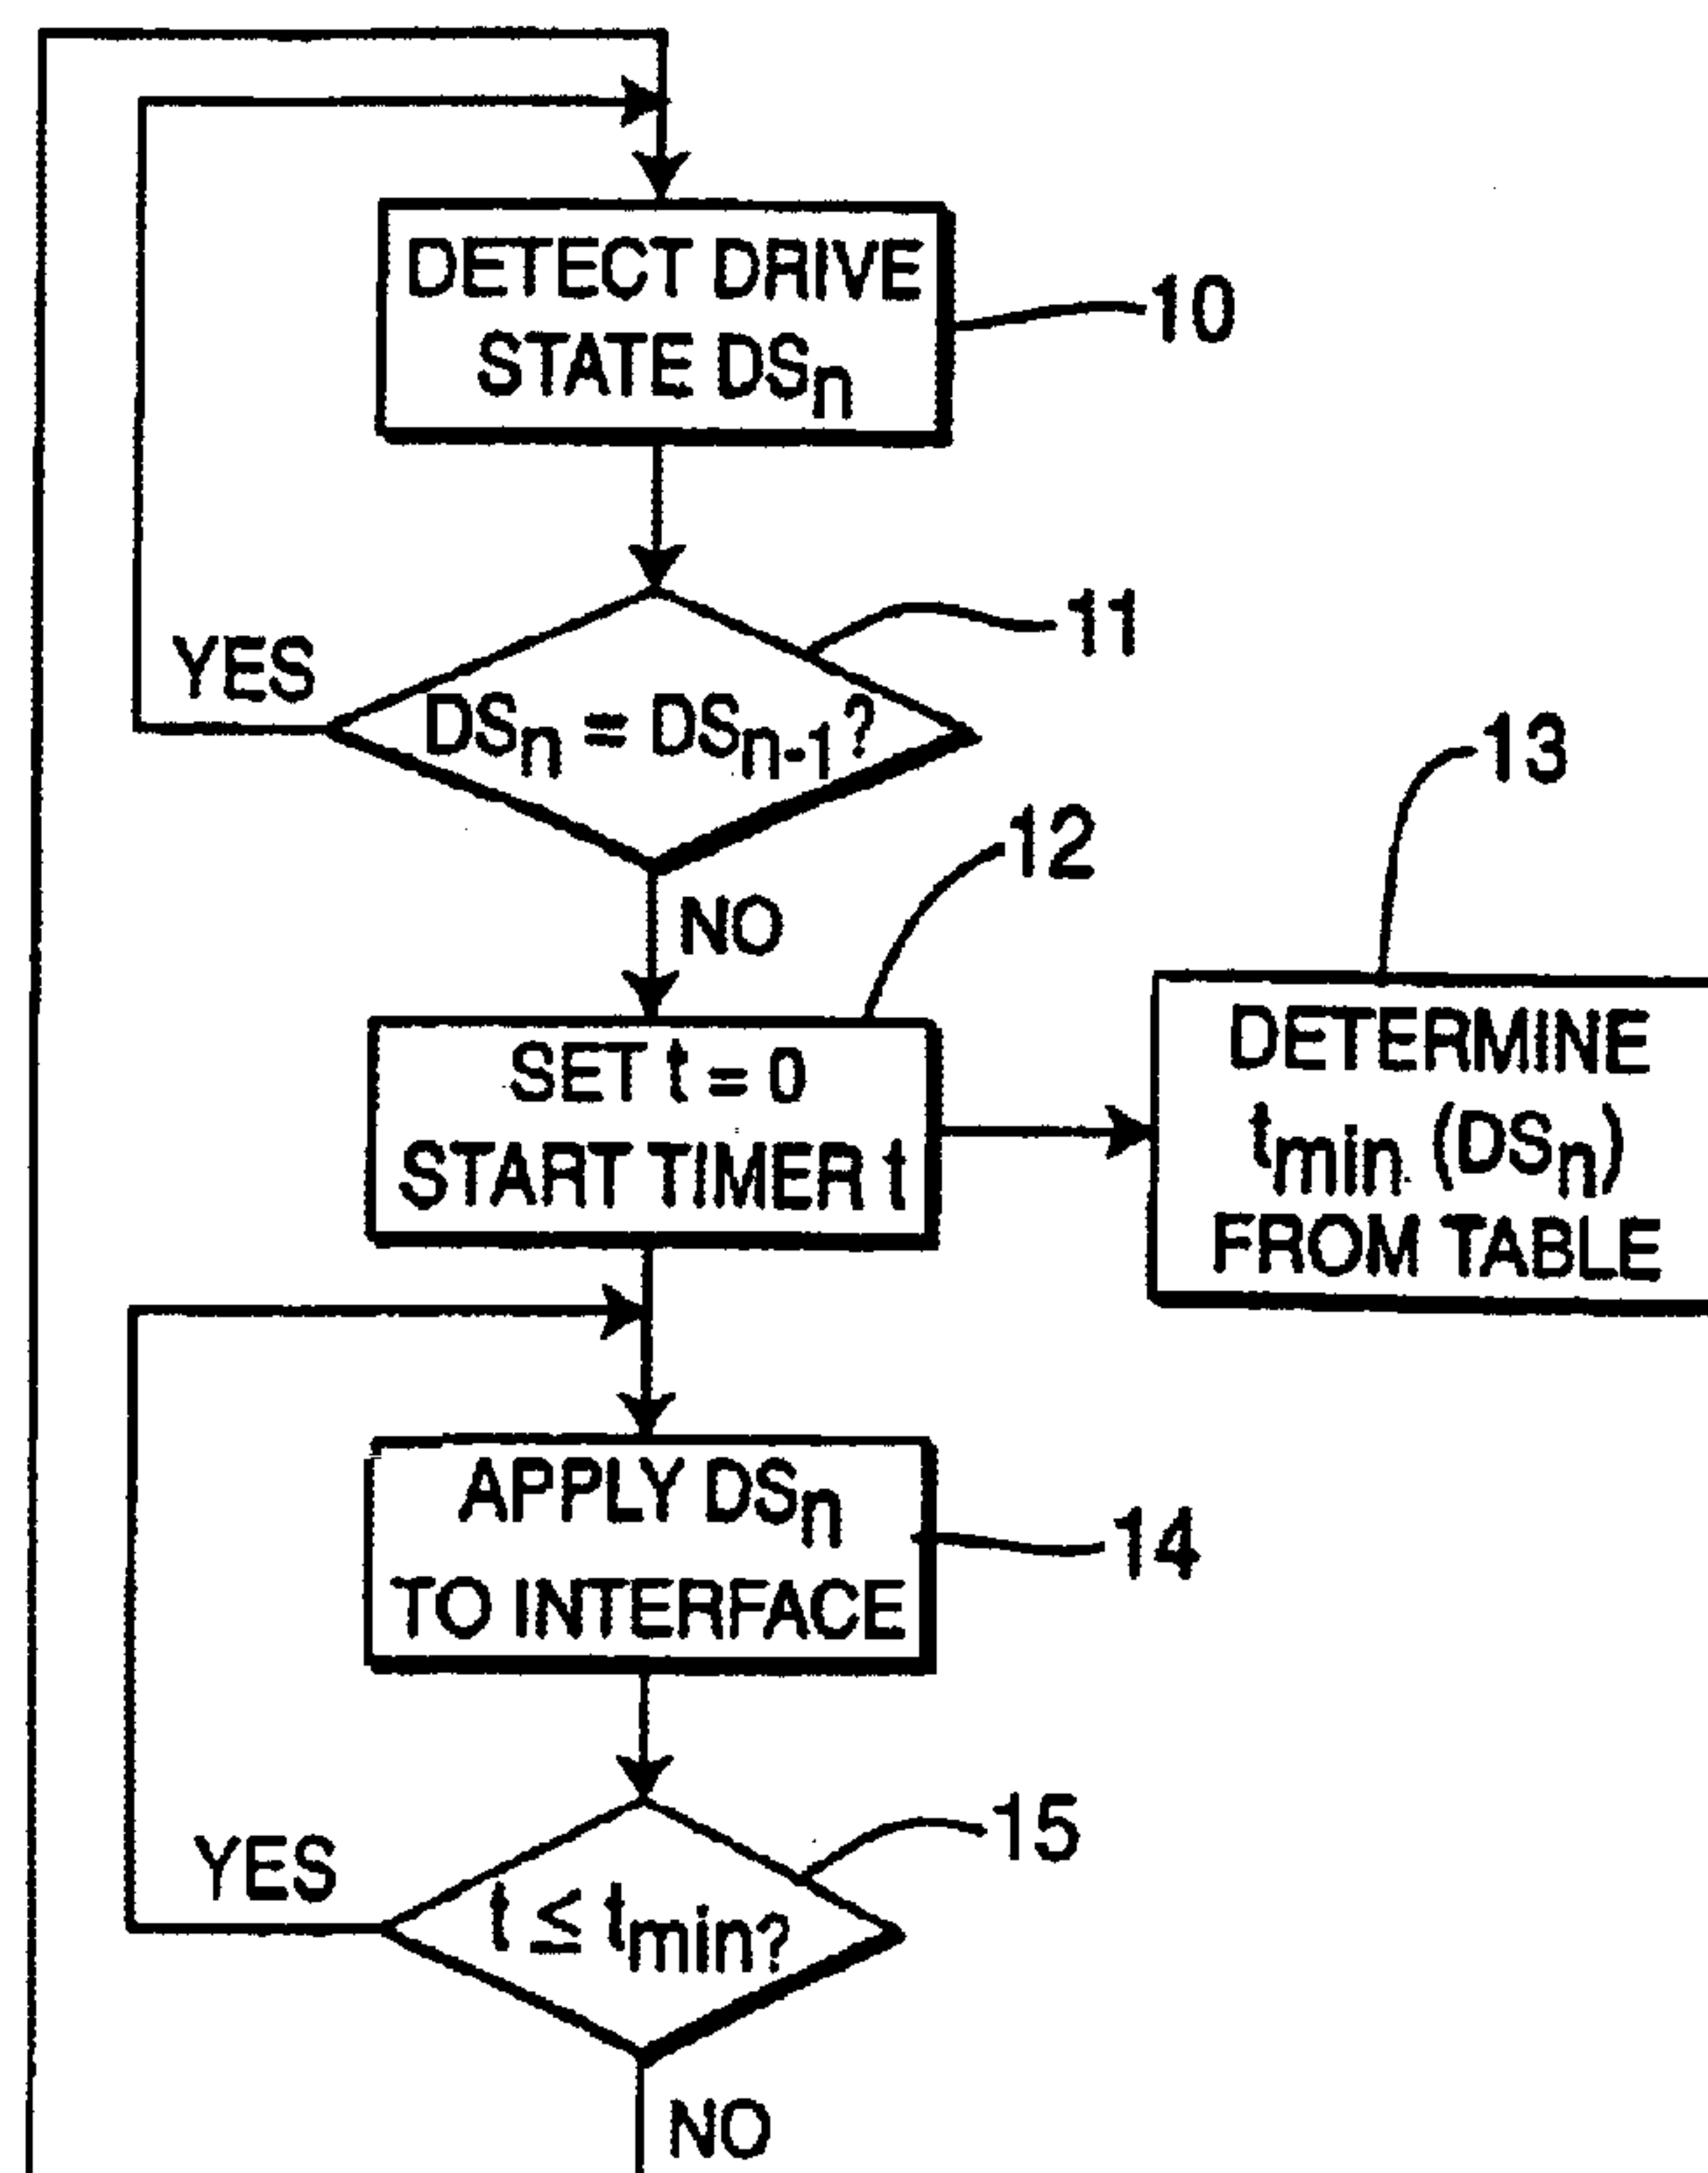 DETECT DRIVE
STATE DSn
10
11
YES
DSn = DSn-1?
12
NO
13
SET t = 0
START TIMER t
DETERMINE
tmin. (DSn)
FROM TABLE
APPLY DSn
TO INTERFACE
14
15
YES
t ≤ tmin?
NO